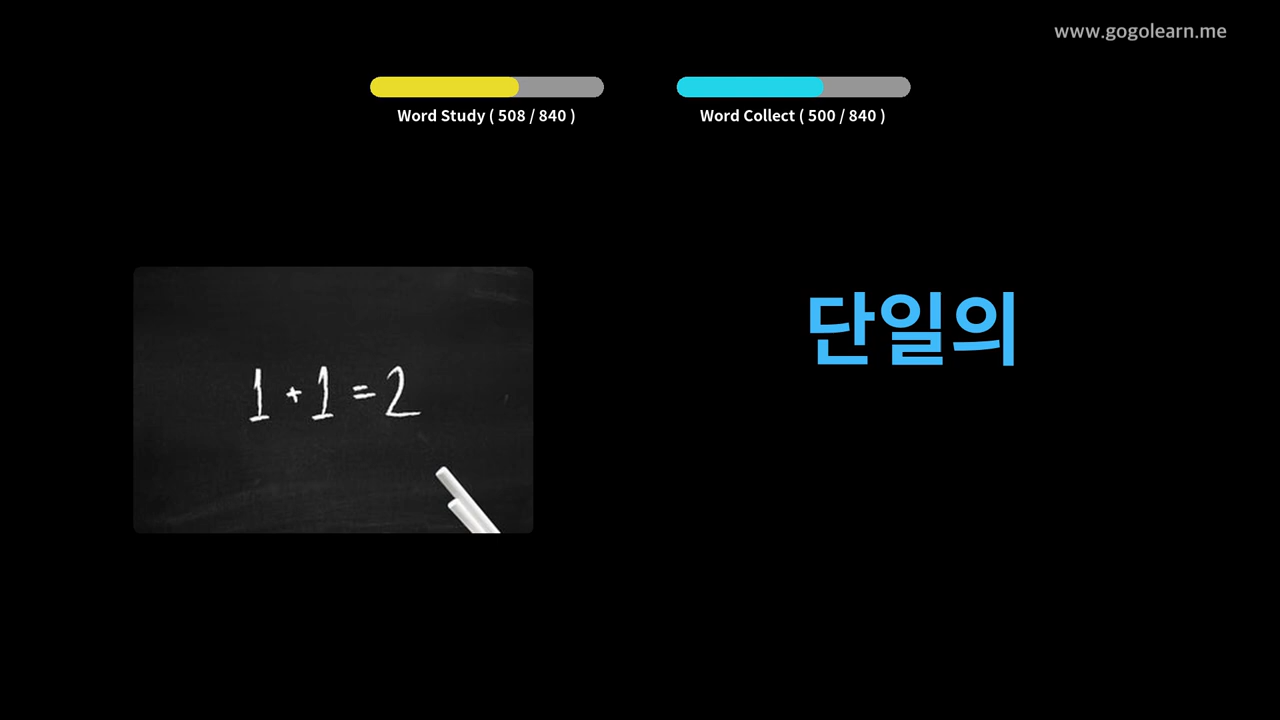 www.gogolearn.me
Word Study ( 508 / 840 )
Word Collect ( 500 / 840 )
1 + 1 = 2
단일의